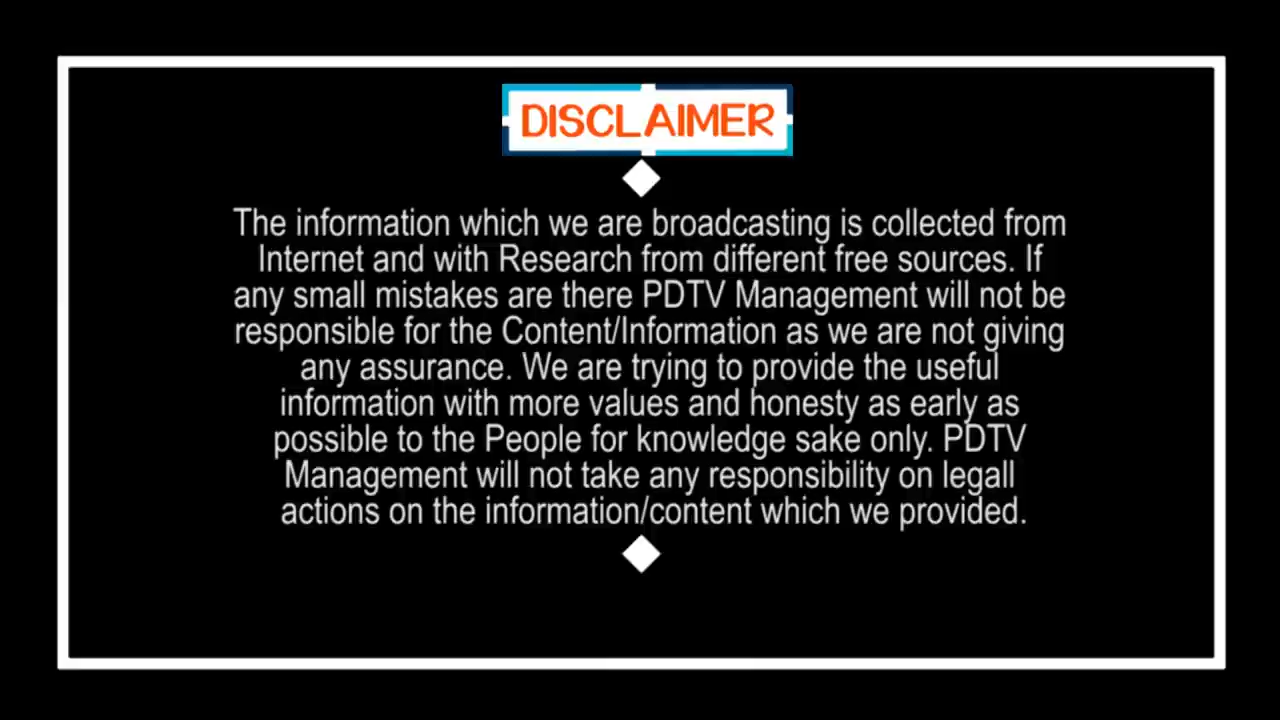 DISCLAIMER
The information which we are broadcasting is collected from
Internet and with Research from different free sources. If
any small mistakes are there PDTV Management will not be
responsible for the Content/Information as we are not giving
any assurance. We are trying to provide the useful
information with more values and honesty as early as
possible to the People for knowledge sake only. PDTV
Management will not take any responsibility on legall
actions on the information/content which we provided.